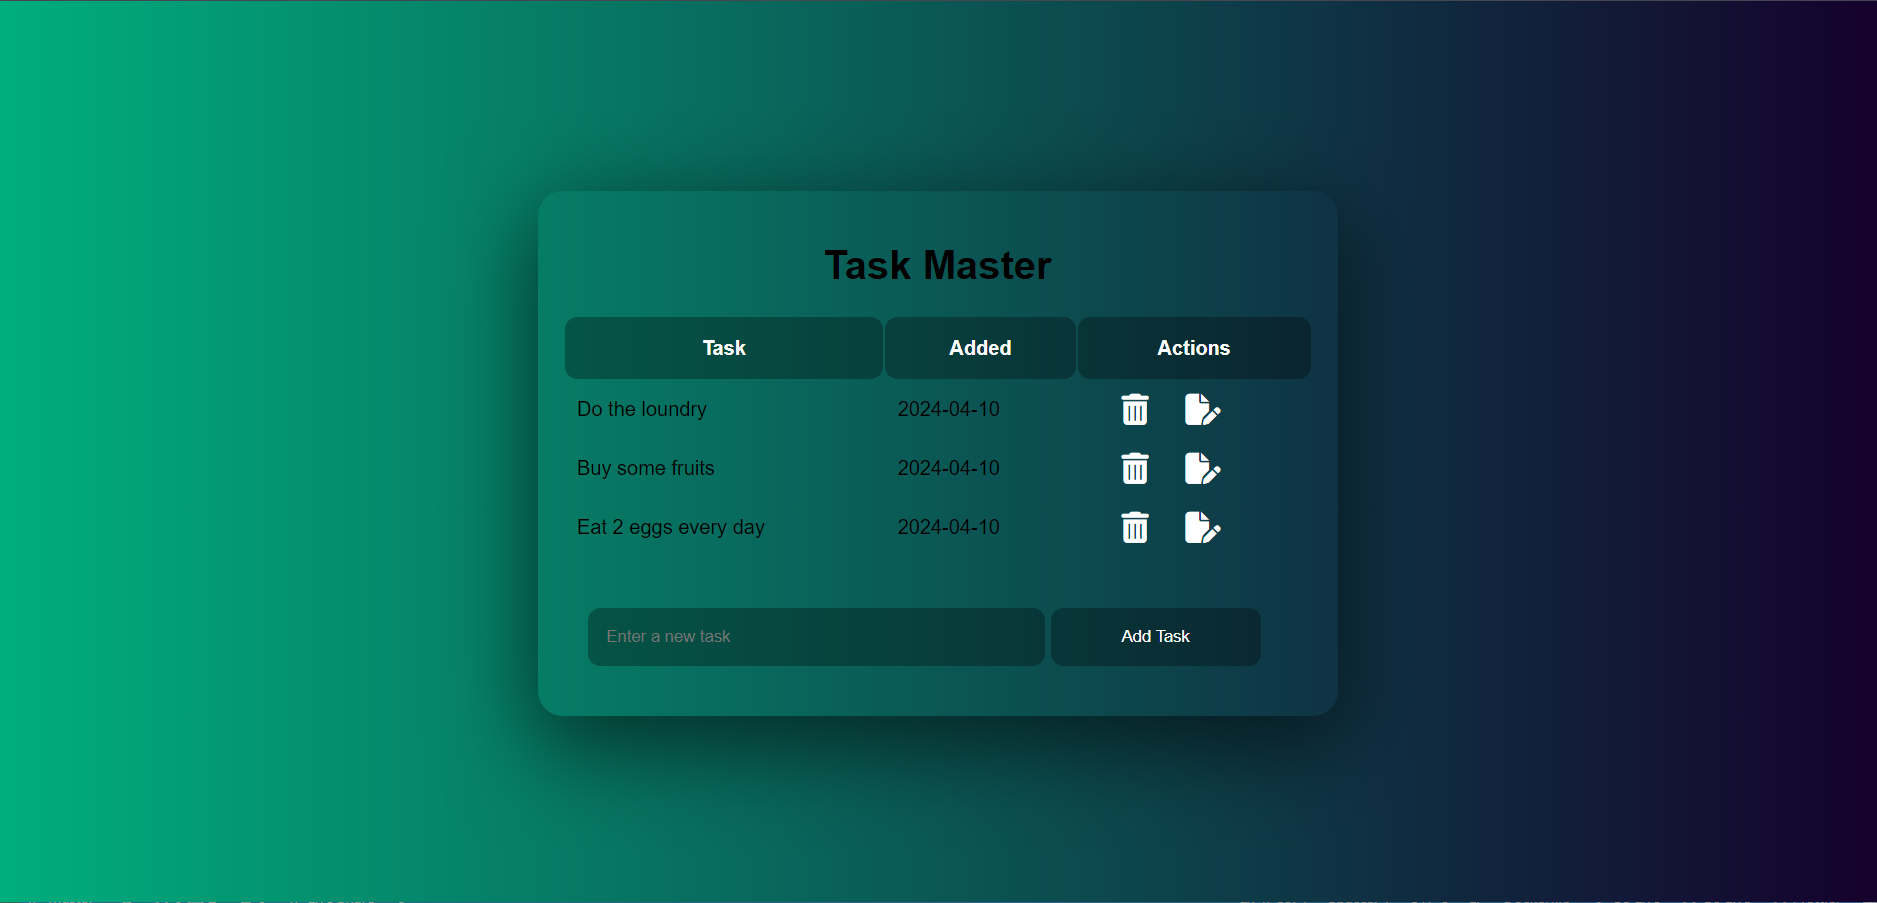 Task Master
Task Added Actions
Do the loundry 2024-04-10
Buy some fruits 2024-04-10
Eat 2 eggs every day 2024-04-10
Enter a new task Add Task